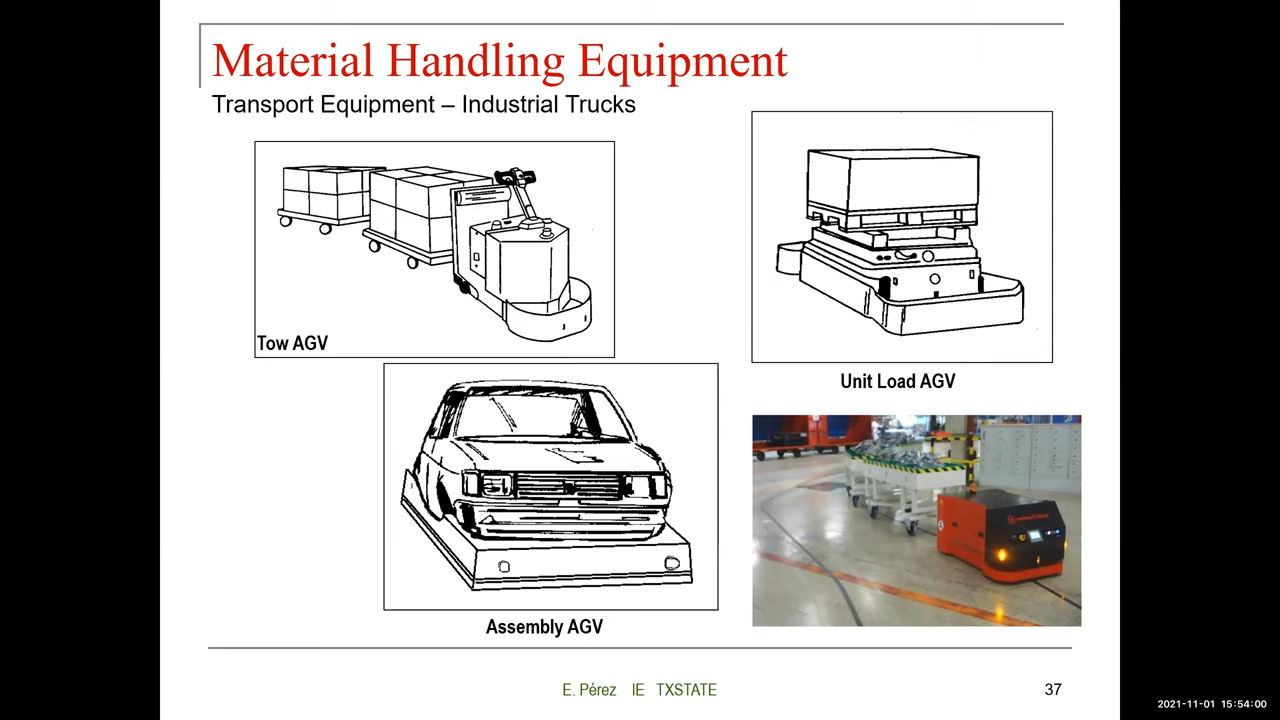 Material Handling Equipment
Transport Equipment – Industrial Trucks
Tow AGV
Unit Load AGV
Assembly AGV
E. Pérez IE TXSTATE
37
2021-11-01 15:54:00